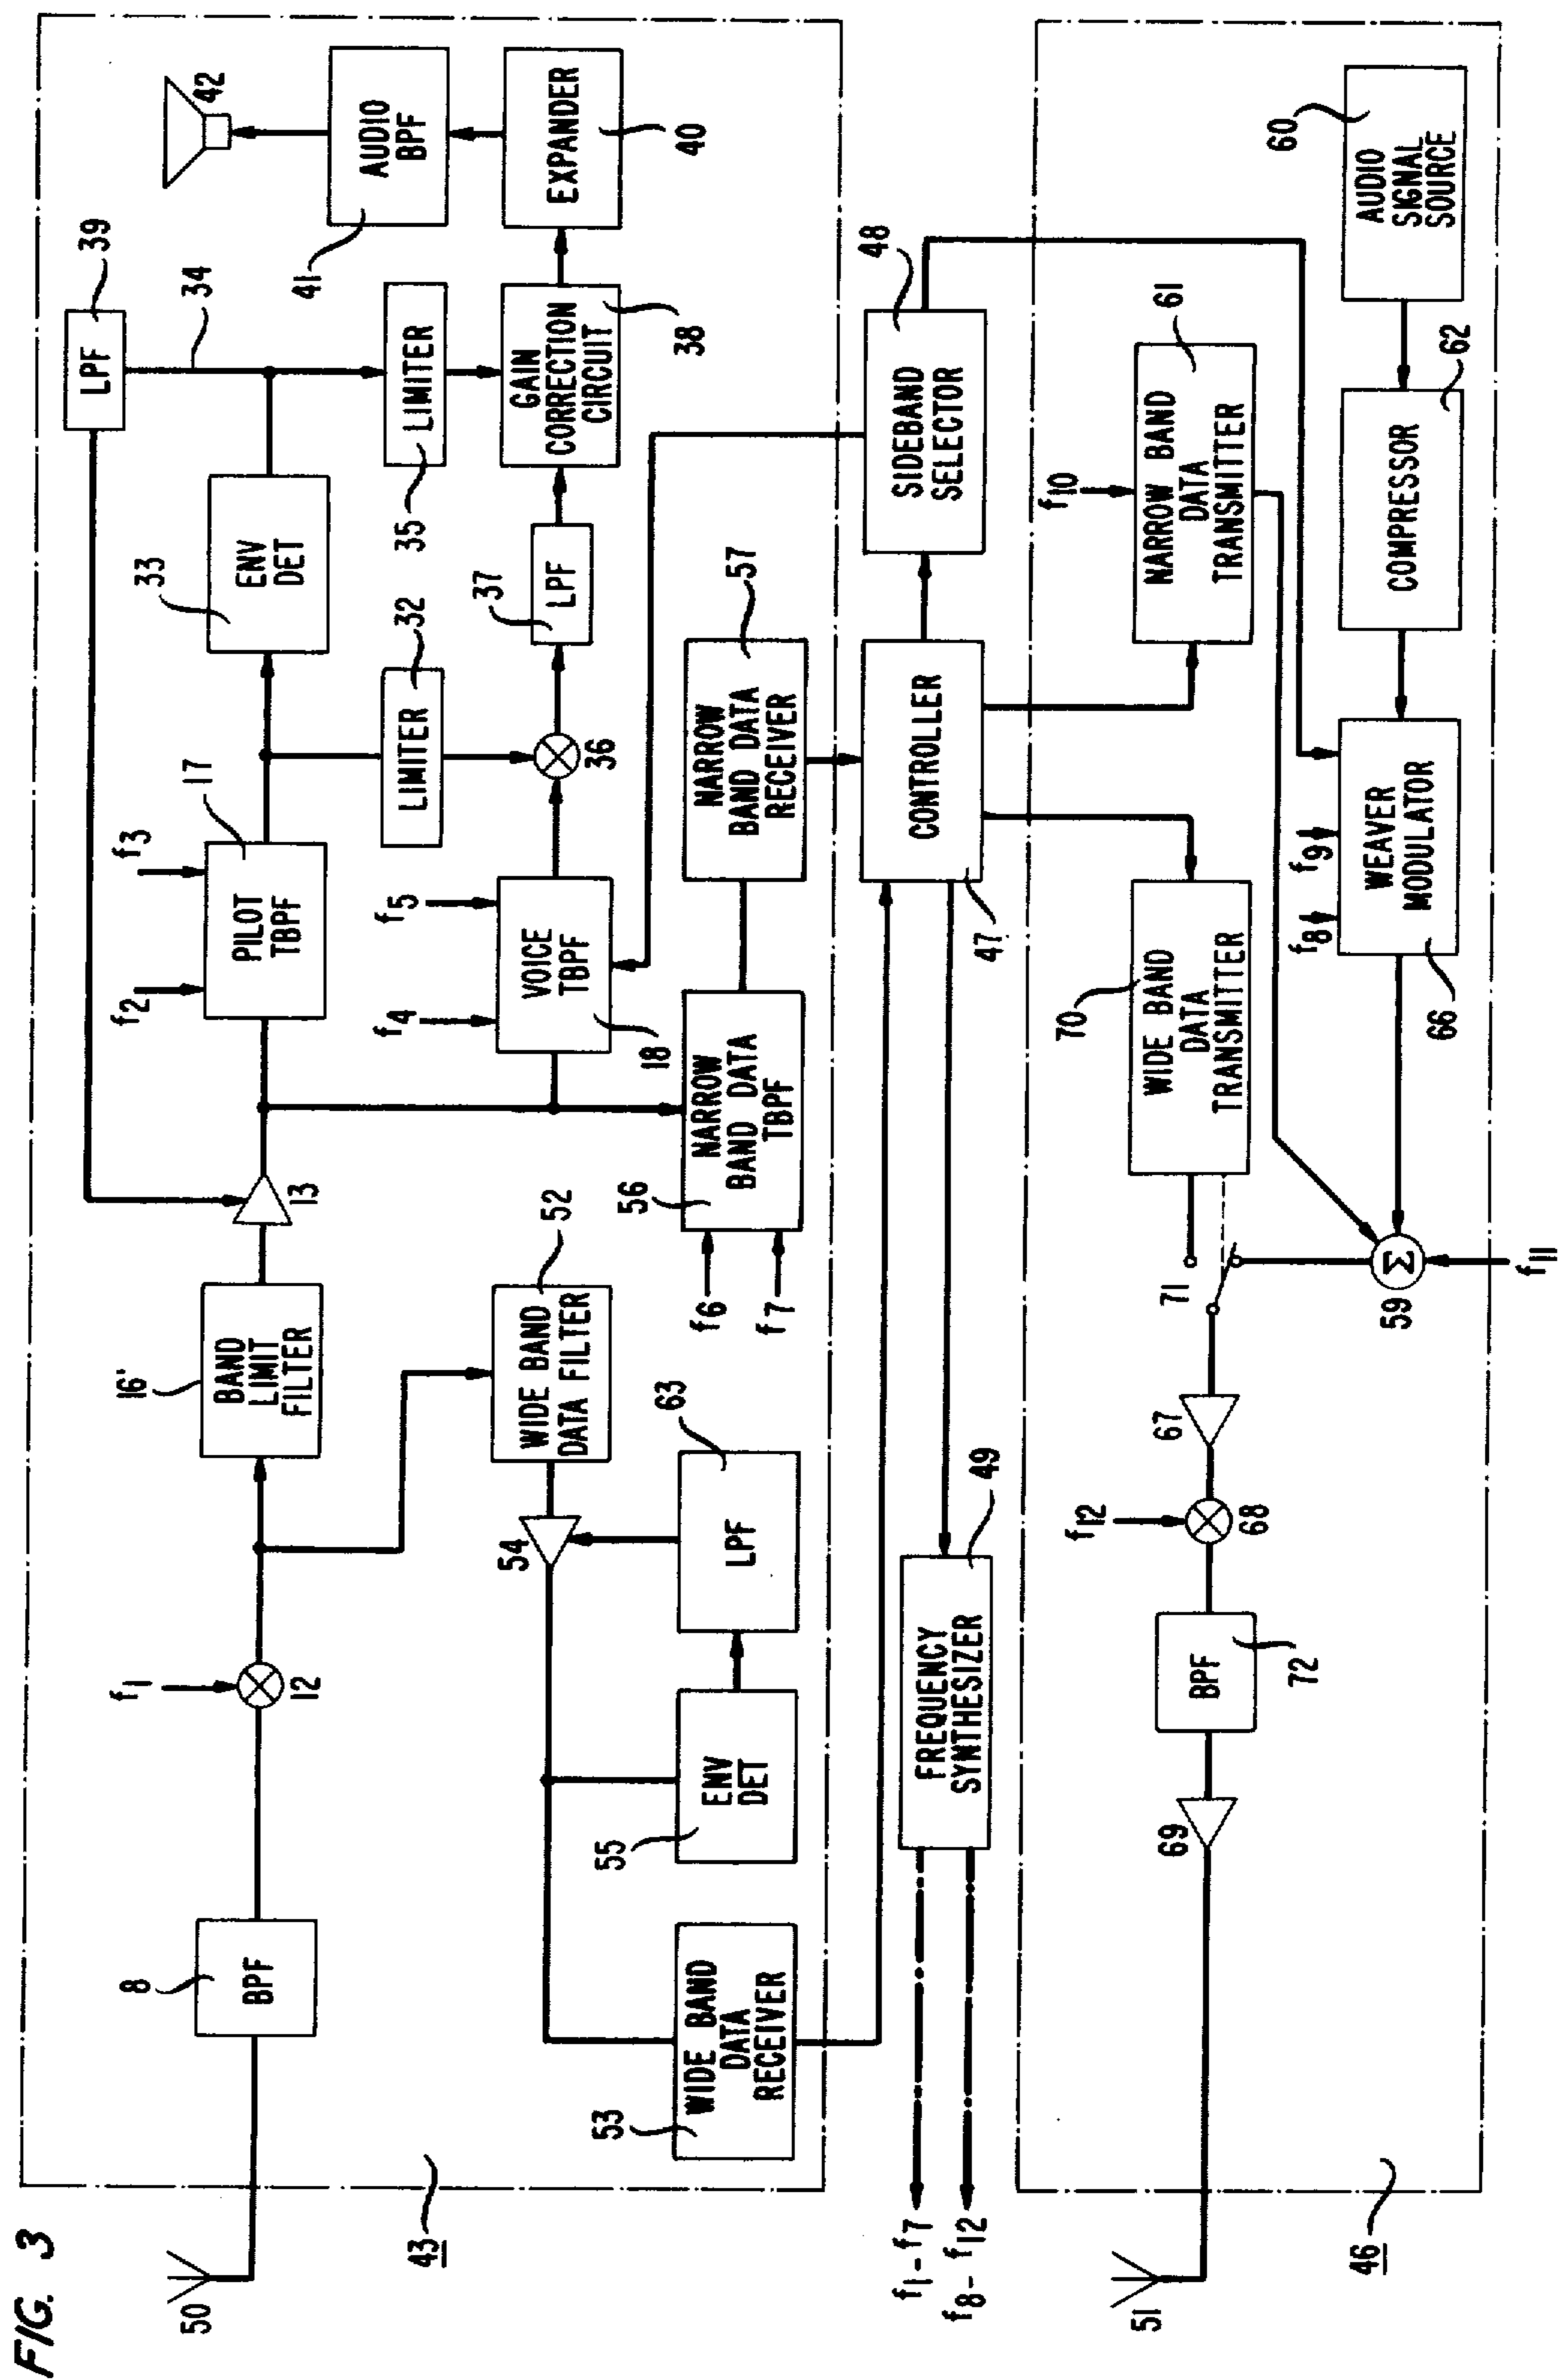 FIG. 3
50
8
BPF
f1
12
16'
BAND
LIMIT
FILTER
13
f2
f3
PILOT
TBPF
17
33
ENV
DET
34
LPF
39
42
AUDIO
BPF
41
LIMITER
35
LIMITER
32
f4
f5
VOICE
TBPF
18
36
37
LPF
GAIN
CORRECTION
CIRCUIT
38
EXPANDER
40
WIDE BAND
DATA FILTER
52
54
LPF
63
55
ENV
DET
53
WIDE BAND
DATA
RECEIVER
f6
f7
56
NARROW
BAND DATA
TBPF
NARROW
BAND DATA
RECEIVER
57
43
f1-f7
f8-f12
FREQUENCY
SYNTHESIZER
49
CONTROLLER
47
SIDEBAND
SELECTOR
48
51
69
BPF
72
f12
68
67
71
70
WIDE BAND
DATA
TRANSMITTER
f10
NARROW BAND
DATA
TRANSMITTER
61
59
Σ
f11
f8
f9
WEAVER
MODULATOR
66
COMPRESSOR
62
AUDIO
SIGNAL
SOURCE
60
46